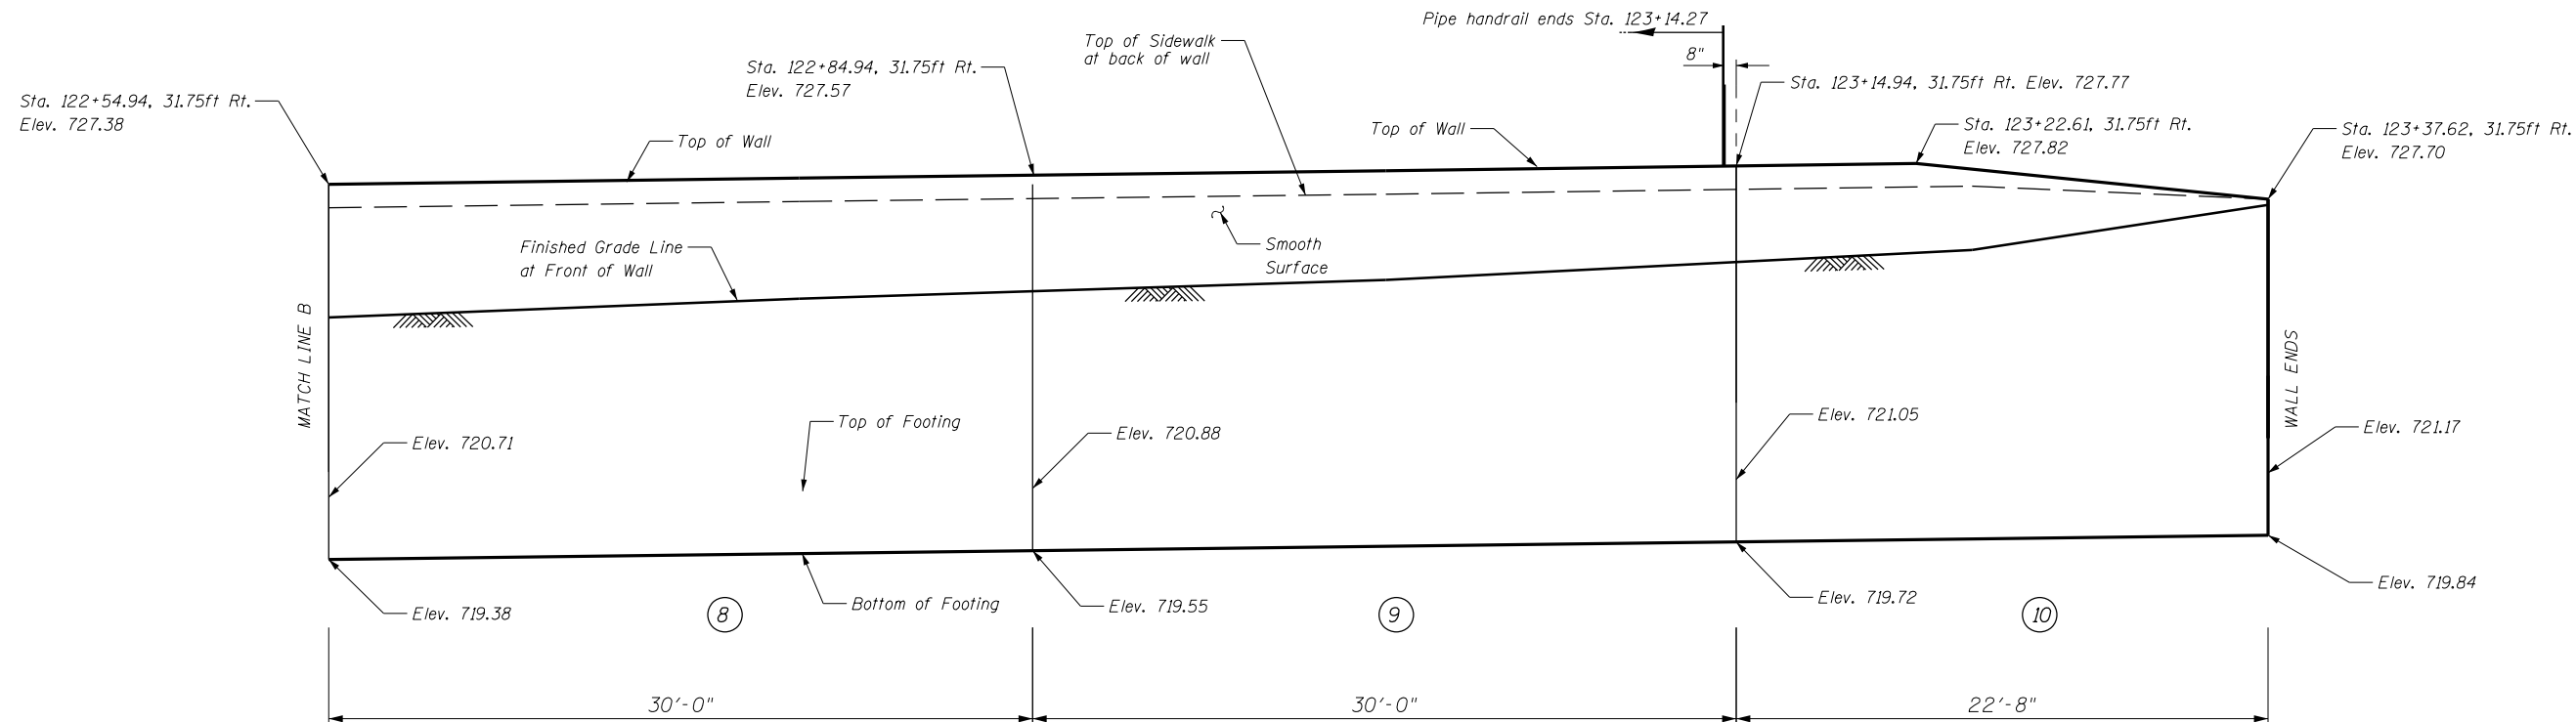 Pipe handrail ends Sta. 123+14.27
8"
Top of Sidewalk
at back of wall
Sta. 122+84.94, 31.75ft Rt.
Elev. 727.57
Sta. 123+14.94, 31.75ft Rt. Elev. 727.77
Sta. 122+54.94, 31.75ft Rt.
Elev. 727.38
Top of Wall
Top of Wall
Sta. 123+22.61, 31.75ft Rt.
Elev. 727.82
Sta. 123+37.62, 31.75ft Rt.
Elev. 727.70
Finished Grade Line
at Front of Wall
Smooth
Surface
MATCH LINE B
WALL ENDS
Elev. 720.71
Top of Footing
Elev. 720.88
Elev. 721.05
Elev. 721.17
Elev. 719.38
Bottom of Footing
Elev. 719.55
Elev. 719.72
Elev. 719.84
8
9
10
30'-0"
30'-0"
22'-8"